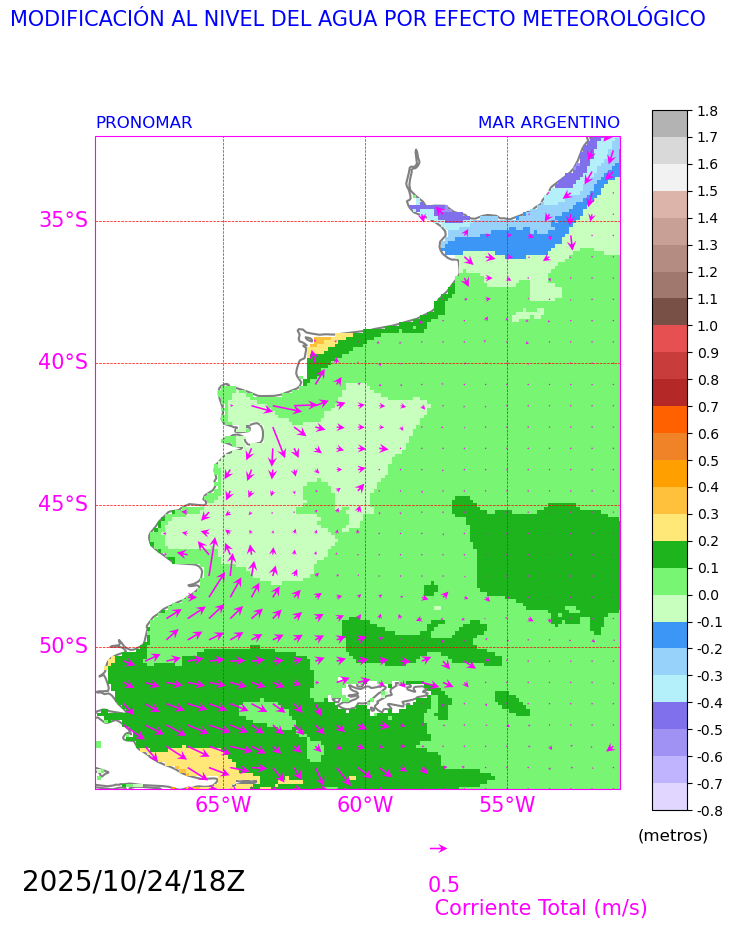 MODIFICACIÓN AL NIVEL DEL AGUA POR EFECTO METEOROLÓGICO
PRONOMAR MAR ARGENTINO
35°S
40°S
45°S
50°S
65°W 60°W 55°W
1.8
1.7
1.6
1.5
1.4
1.3
1.2
1.1
1.0
0.9
0.8
0.7
0.6
0.5
0.4
0.3
0.2
0.1
0.0
-0.1
-0.2
-0.3
-0.4
-0.5
-0.6
-0.7
-0.8
(metros)
2025/10/24/18Z
0.5
Corriente Total (m/s)